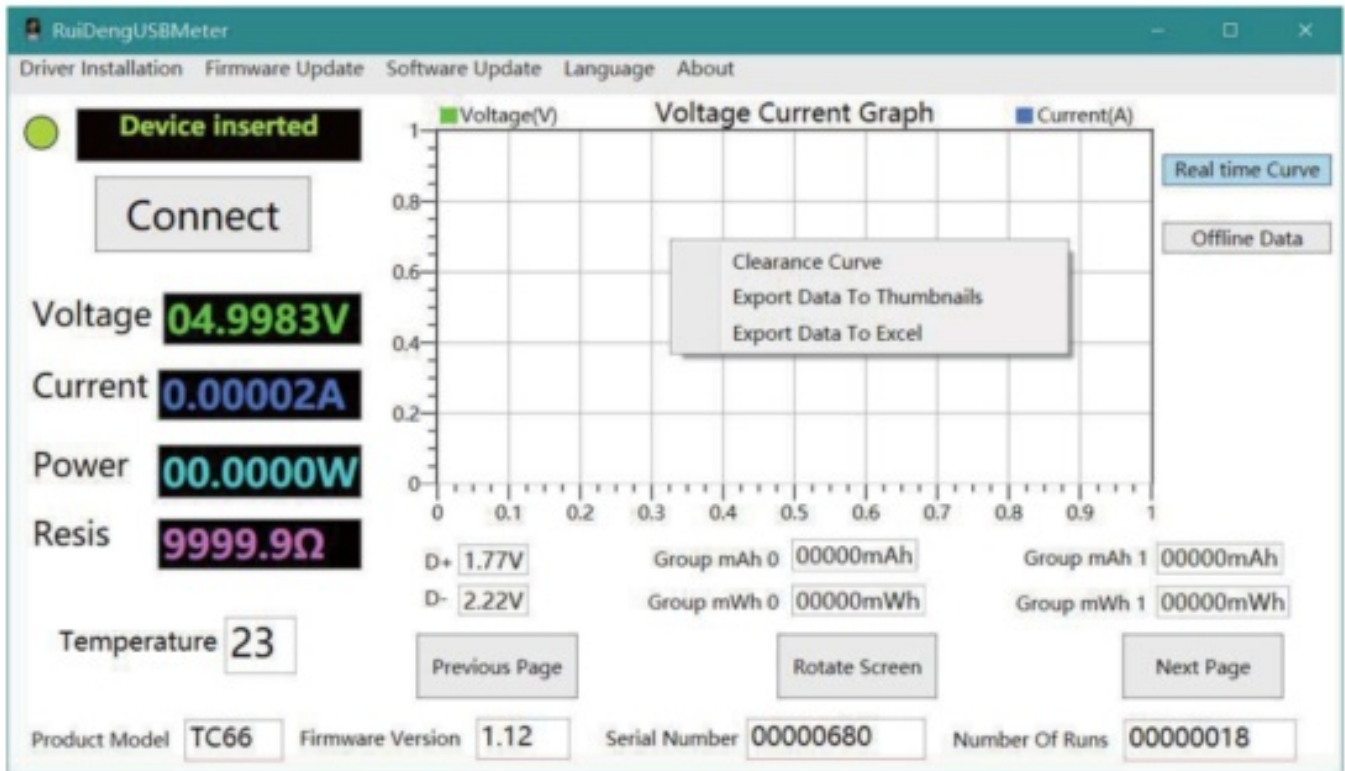 RuiDengUSBMeter
Driver Installation Firmware Update Software Update Language About
Device inserted
Connect
Voltage 04.9983V
Current 0.00002A
Power 00.0000W
Resis 9999.9Ω
Temperature 23
Voltage(V) Voltage Current Graph Current(A)
1
0.8
0.6
0.4
0.2
0
0 0.1 0.2 0.3 0.4 0.5 0.6 0.7 0.8 0.9 1
Clearance Curve
Export Data To Thumbnails
Export Data To Excel
Real time Curve
Offline Data
D+ 1.77V Group mAh 0 00000mAh Group mAh 1 00000mAh
D- 2.22V Group mWh 0 00000mWh Group mWh 1 00000mWh
Previous Page Rotate Screen Next Page
Product Model TC66 Firmware Version 1.12 Serial Number 00000680 Number Of Runs 00000018